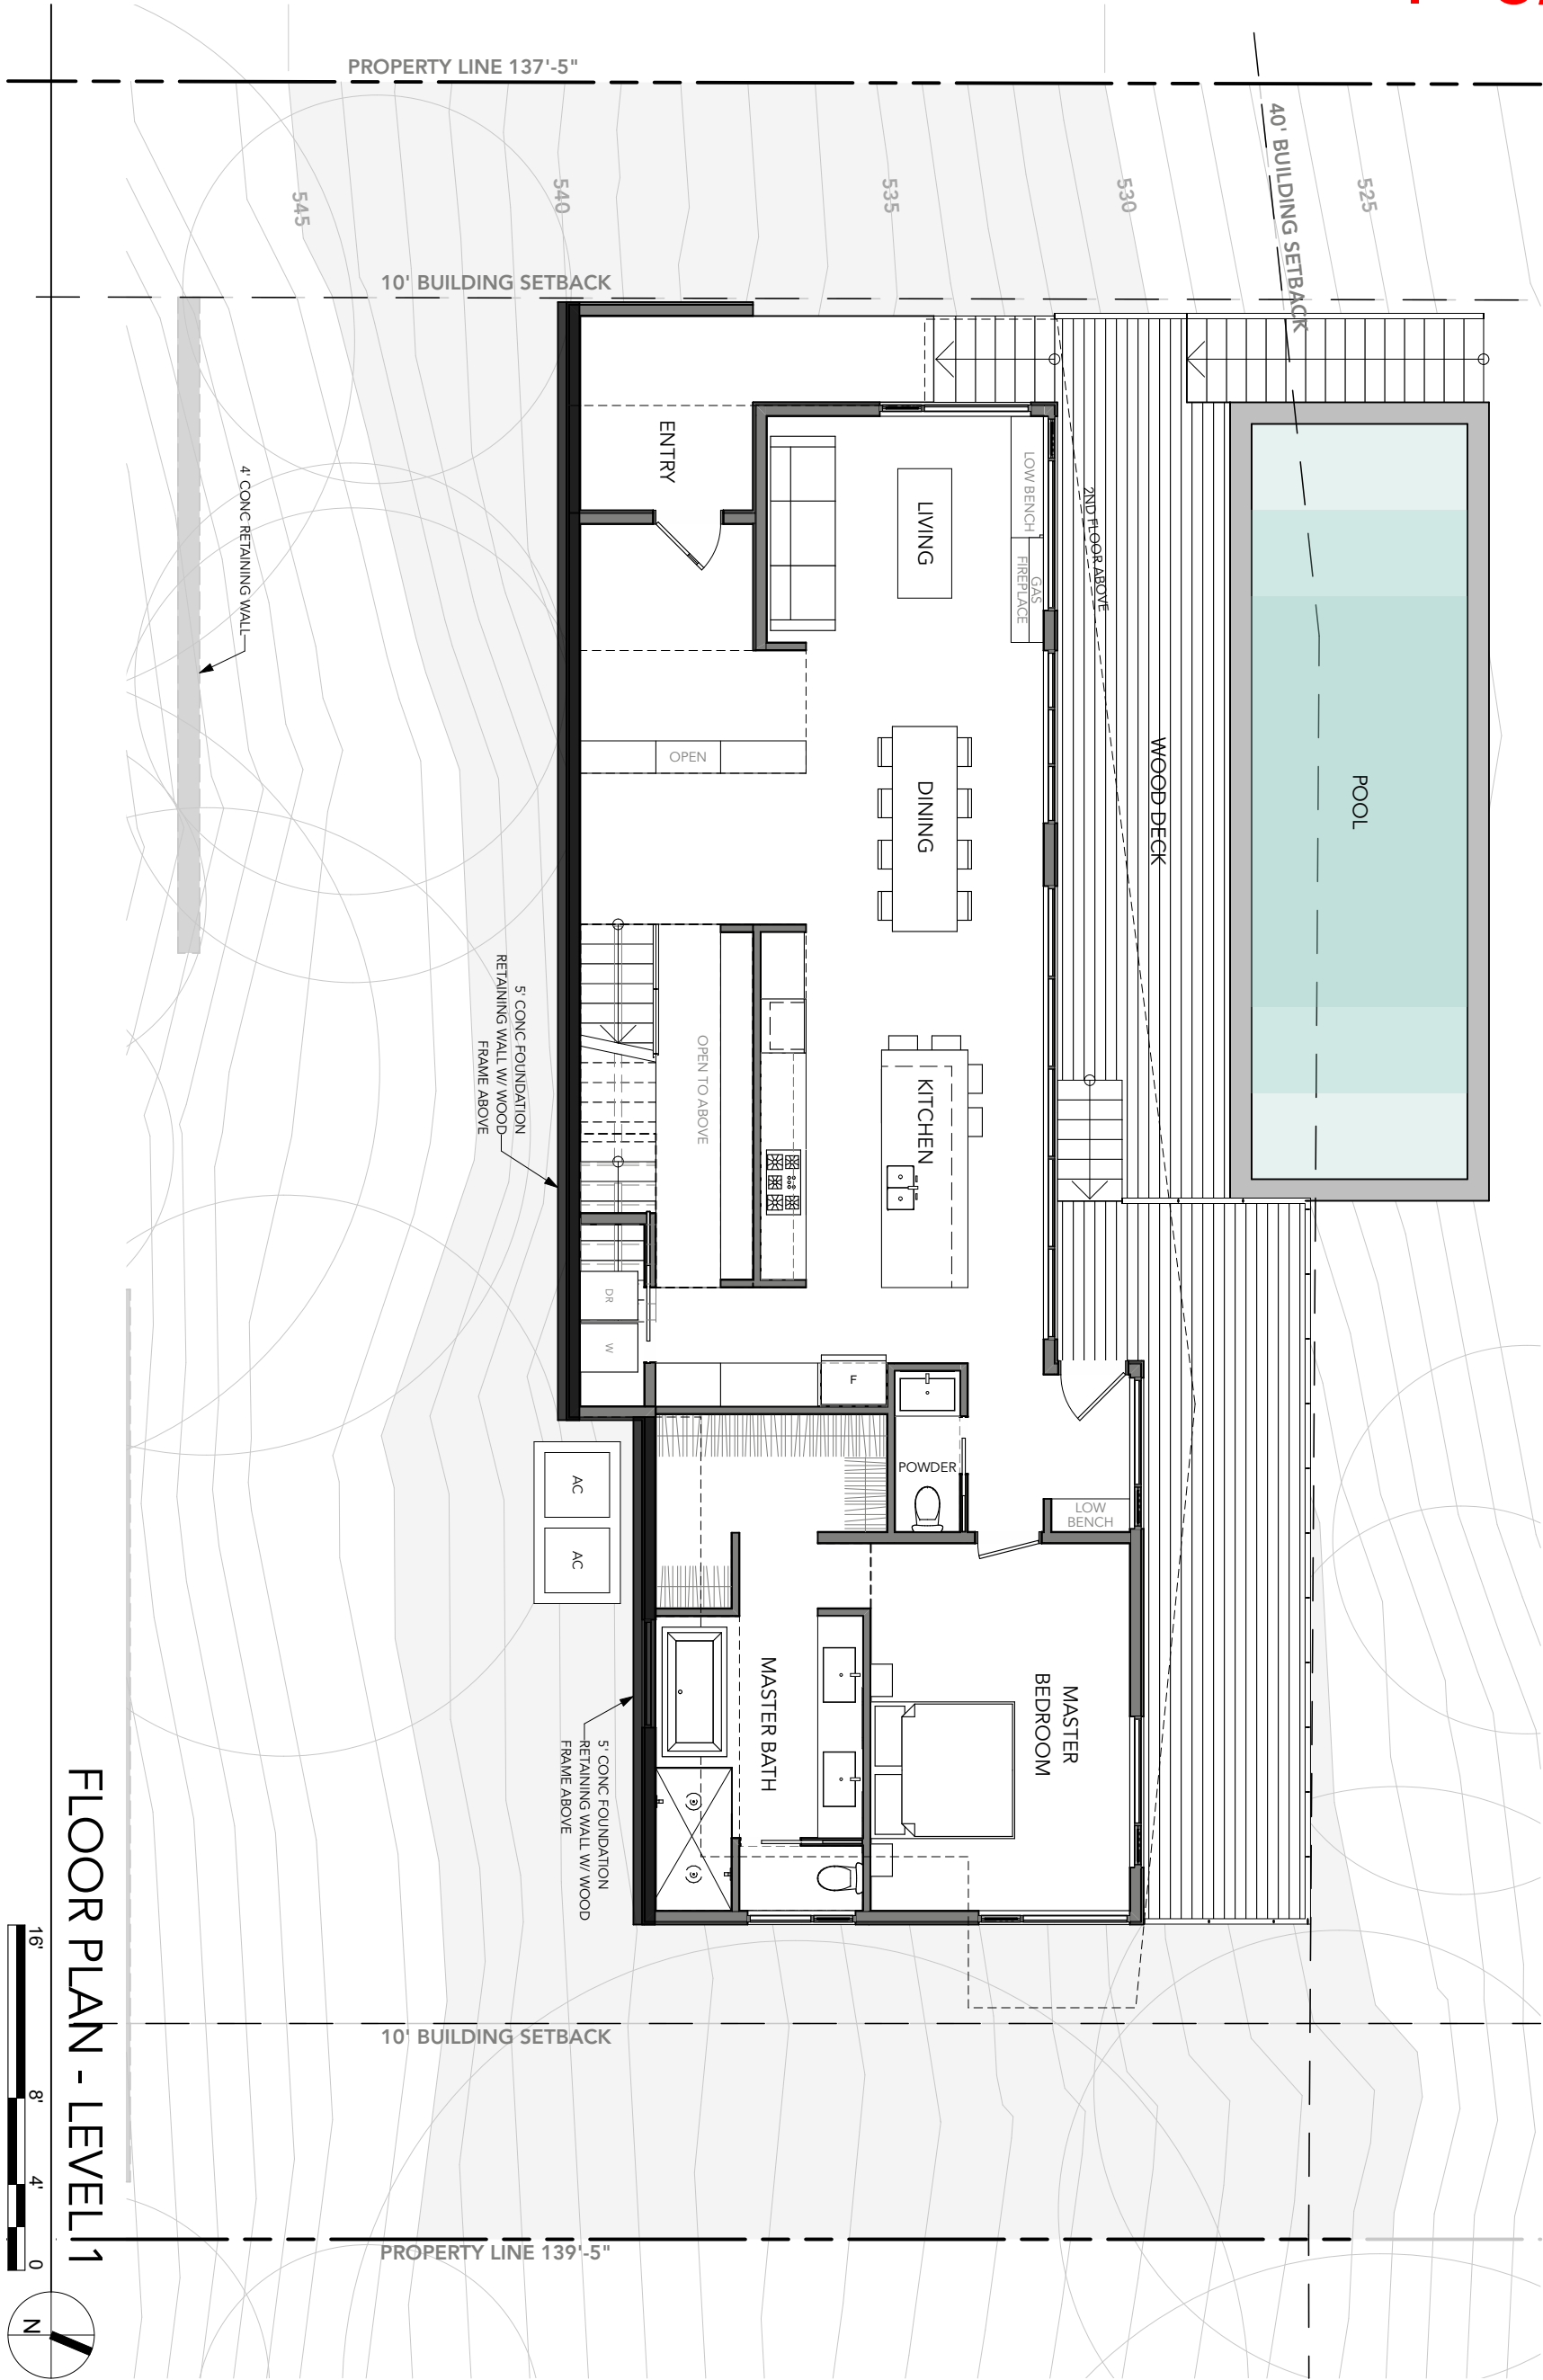 PROPERTY LINE 137'-5"
40' BUILDING SETBACK
545
540
535
530
525
10' BUILDING SETBACK
ENTRY
LIVING
LOW BENCH
GAS
FIREPLACE
2ND FLOOR ABOVE
4' CONC RETAINING WALL
OPEN
DINING
WOOD DECK
POOL
5' CONC FOUNDATION
RETAINING WALL W/ WOOD
FRAME ABOVE
OPEN TO ABOVE
KITCHEN
DR
W
F
POWDER
LOW
BENCH
AC
AC
MASTER BATH
MASTER
BEDROOM
5' CONC FOUNDATION
RETAINING WALL W/ WOOD
FRAME ABOVE
10' BUILDING SETBACK
PROPERTY LINE 139'-5"
FLOOR PLAN - LEVEL 1
16'
8'
4'
0
N